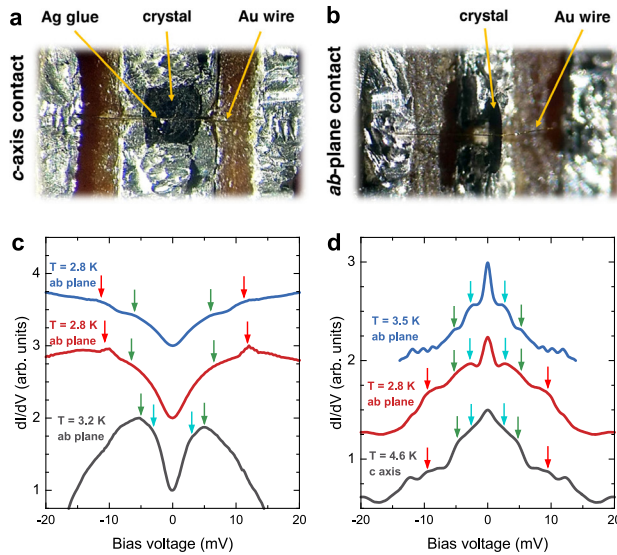 a
Ag glue
crystal
Au wire
c-axis contact
b
crystal
Au wire
ab-plane contact
c
dI/dV (arb. units)
4
3
2
1
T = 2.8 K
ab plane
T = 2.8 K
ab plane
T = 3.2 K
ab plane
-20
-10
0
10
20
Bias voltage (mV)
d
dI/dV (arb. units)
3
2
1
T = 3.5 K
ab plane
T = 2.8 K
ab plane
T = 4.6 K
c axis
-20
-10
0
10
20
Bias voltage (mV)